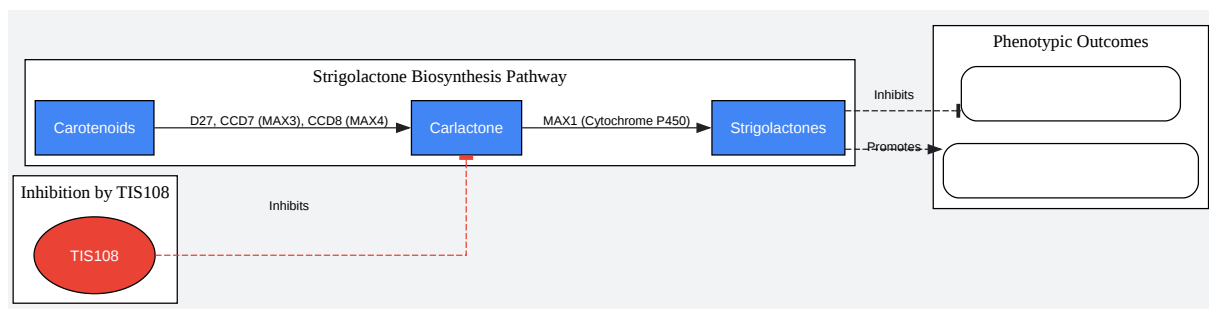 Phenotypic Outcomes
Strigolactone Biosynthesis Pathway
Inhibits
Carotenoids
D27, CCD7 (MAX3), CCD8 (MAX4)
Carlactone
MAX1 (Cytochrome P450)
Strigolactones
Promotes
Inhibition by TIS108
Inhibits
TIS108